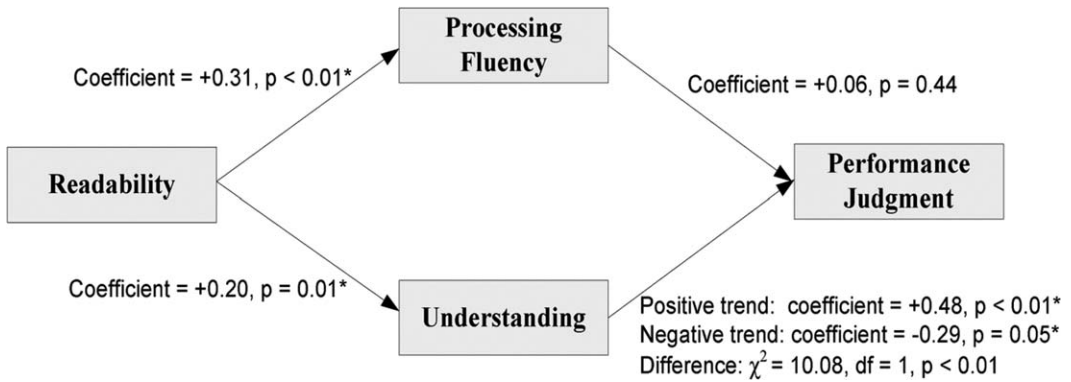 Processing
Fluency
Coefficient = +0.31, p < 0.01*
Coefficient = +0.06, p = 0.44
Readability
Performance
Judgment
Coefficient = +0.20, p = 0.01*
Understanding
Positive trend:  coefficient = +0.48, p < 0.01*
Negative trend: coefficient = -0.29, p = 0.05*
Difference: χ² = 10.08, df = 1, p < 0.01